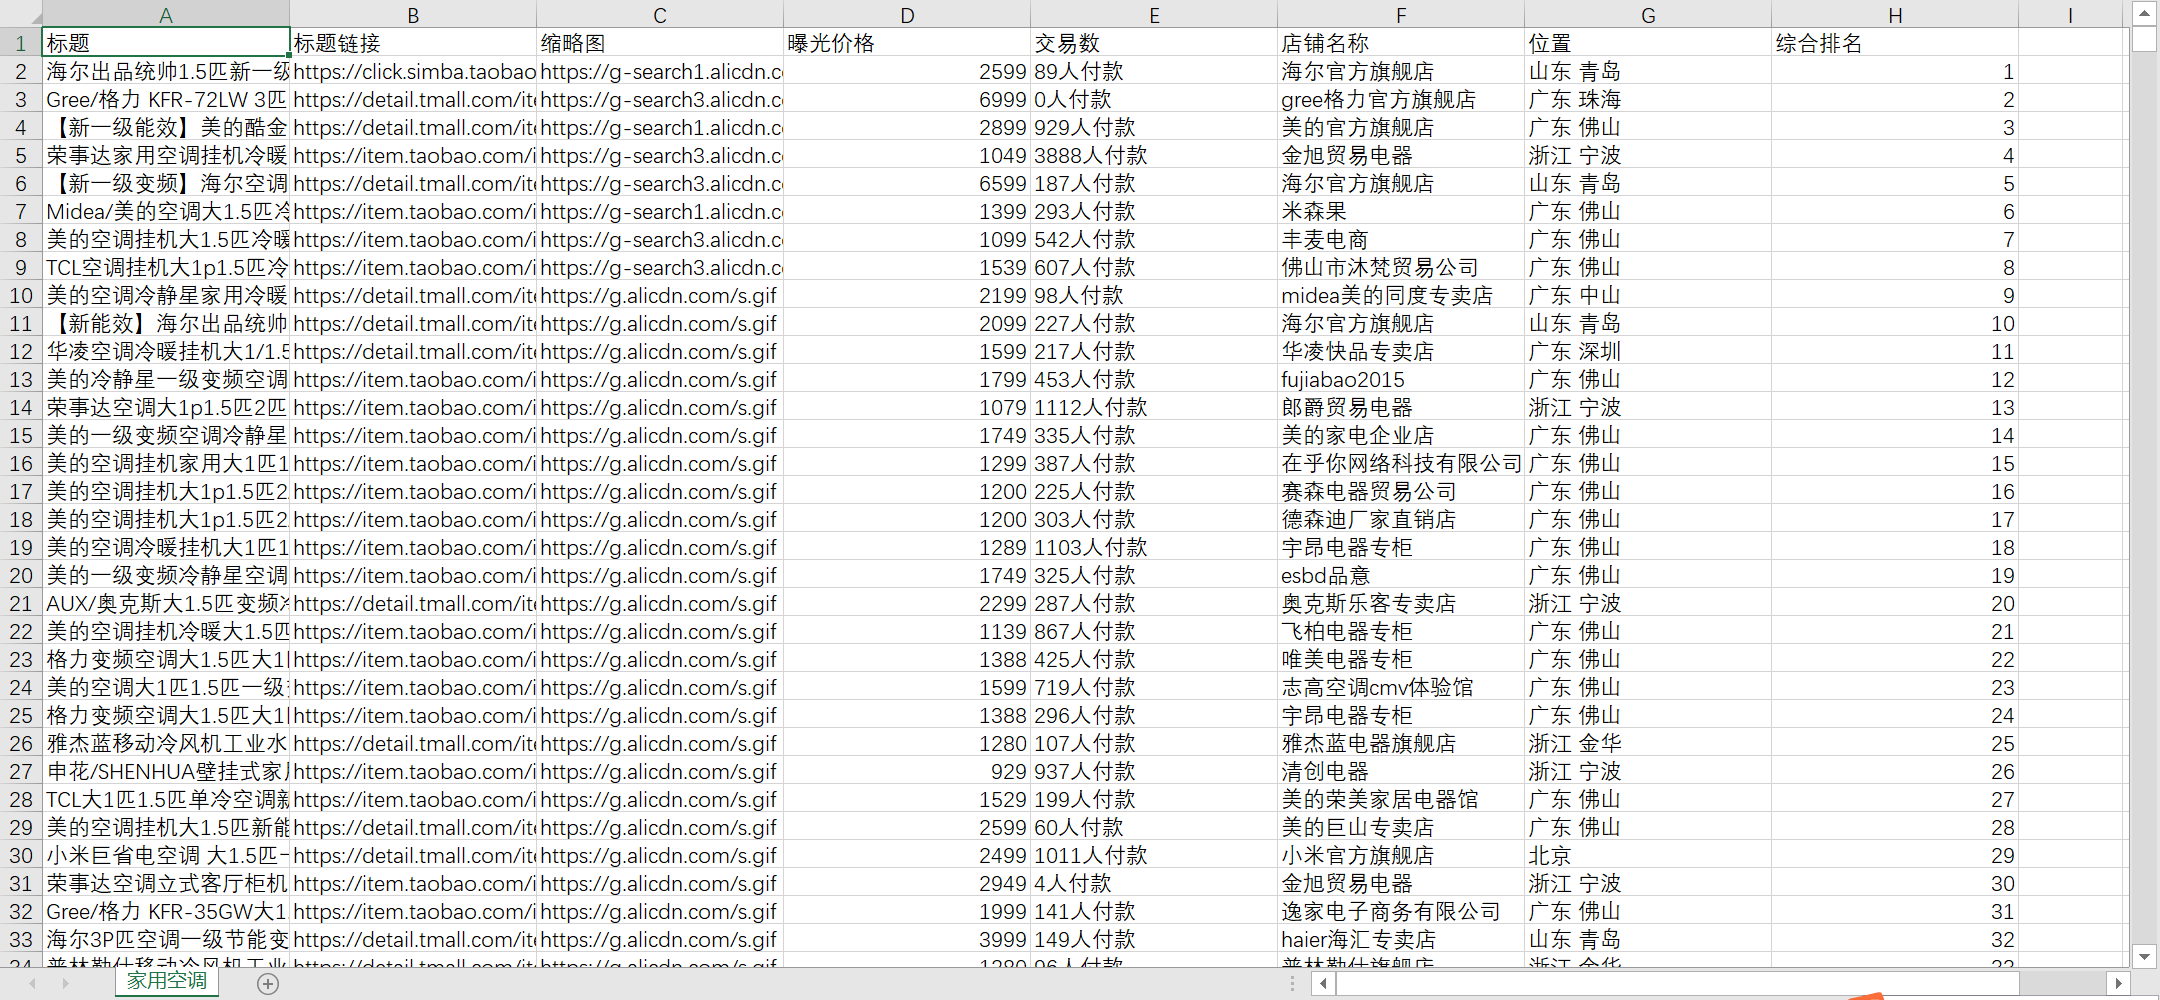 A B C D E F G H I
1 标题 标题链接 缩略图 曝光价格 交易数 店铺名称 位置 综合排名
2 海尔出品统帅1.5匹新一级 https://click.simba.taobao https://g-search1.alicdn.c 2599 89人付款 海尔官方旗舰店 山东 青岛 1
3 Gree/格力 KFR-72LW 3匹 https://detail.tmall.com/it https://g-search3.alicdn.c 6999 0人付款 gree格力官方旗舰店 广东 珠海 2
4 【新一级能效】美的酷金 https://detail.tmall.com/it https://g-search1.alicdn.c 2899 929人付款 美的官方旗舰店 广东 佛山 3
5 荣事达家用空调挂机冷暖 https://item.taobao.com/i https://g-search3.alicdn.c 1049 3888人付款 金旭贸易电器 浙江 宁波 4
6 【新一级变频】海尔空调 https://detail.tmall.com/it https://g-search3.alicdn.c 6599 187人付款 海尔官方旗舰店 山东 青岛 5
7 Midea/美的空调大1.5匹冷 https://item.taobao.com/i https://g-search1.alicdn.c 1399 293人付款 米森果 广东 佛山 6
8 美的空调挂机大1.5匹冷暖 https://item.taobao.com/i https://g-search3.alicdn.c 1099 542人付款 丰麦电商 广东 佛山 7
9 TCL空调挂机大1p1.5匹冷 https://item.taobao.com/i https://g-search3.alicdn.c 1539 607人付款 佛山市沐梵贸易公司 广东 佛山 8
10 美的空调冷静星家用冷暖 https://detail.tmall.com/it https://g.alicdn.com/s.gif 2199 98人付款 midea美的同度专卖店 广东 中山 9
11 【新能效】海尔出品统帅 https://detail.tmall.com/it https://g.alicdn.com/s.gif 2099 227人付款 海尔官方旗舰店 山东 青岛 10
12 华凌空调冷暖挂机大1/1.5 https://detail.tmall.com/it https://g.alicdn.com/s.gif 1599 217人付款 华凌快品专卖店 广东 深圳 11
13 美的冷静星一级变频空调 https://item.taobao.com/i https://g.alicdn.com/s.gif 1799 453人付款 fujiabao2015 广东 佛山 12
14 荣事达空调大1p1.5匹2匹 https://item.taobao.com/i https://g.alicdn.com/s.gif 1079 1112人付款 郎爵贸易电器 浙江 宁波 13
15 美的一级变频空调冷静星 https://item.taobao.com/i https://g.alicdn.com/s.gif 1749 335人付款 美的家电企业店 广东 佛山 14
16 美的空调挂机家用大1匹1 https://item.taobao.com/i https://g.alicdn.com/s.gif 1299 387人付款 在乎你网络科技有限公司 广东 佛山 15
17 美的空调挂机大1p1.5匹2 https://item.taobao.com/i https://g.alicdn.com/s.gif 1200 225人付款 赛森电器贸易公司 广东 佛山 16
18 美的空调挂机大1p1.5匹2 https://item.taobao.com/i https://g.alicdn.com/s.gif 1200 303人付款 德森迪厂家直销店 广东 佛山 17
19 美的空调冷暖挂机大1匹1 https://item.taobao.com/i https://g.alicdn.com/s.gif 1289 1103人付款 宇昂电器专柜 广东 佛山 18
20 美的一级变频冷静星空调 https://item.taobao.com/i https://g.alicdn.com/s.gif 1749 325人付款 esbd品意 广东 佛山 19
21 AUX/奥克斯大1.5匹变频冷 https://detail.tmall.com/it https://g.alicdn.com/s.gif 2299 287人付款 奥克斯乐客专卖店 浙江 宁波 20
22 美的空调挂机冷暖大1.5匹 https://item.taobao.com/i https://g.alicdn.com/s.gif 1139 867人付款 飞柏电器专柜 广东 佛山 21
23 格力变频空调大1.5匹大1 https://item.taobao.com/i https://g.alicdn.com/s.gif 1388 425人付款 唯美电器专柜 广东 佛山 22
24 美的空调大1匹1.5匹一级 https://item.taobao.com/i https://g.alicdn.com/s.gif 1599 719人付款 志高空调cmv体验馆 广东 佛山 23
25 格力变频空调大1.5匹大1 https://item.taobao.com/i https://g.alicdn.com/s.gif 1388 296人付款 宇昂电器专柜 广东 佛山 24
26 雅杰蓝移动冷风机工业水 https://detail.tmall.com/it https://g.alicdn.com/s.gif 1280 107人付款 雅杰蓝电器旗舰店 浙江 金华 25
27 申花/SHENHUA壁挂式家 https://item.taobao.com/i https://g.alicdn.com/s.gif 929 937人付款 清创电器 浙江 宁波 26
28 TCL大1匹1.5匹单冷空调新 https://item.taobao.com/i https://g.alicdn.com/s.gif 1529 199人付款 美的荣美家居电器馆 广东 佛山 27
29 美的空调挂机大1.5匹新能 https://detail.tmall.com/it https://g.alicdn.com/s.gif 2599 60人付款 美的巨山专卖店 广东 佛山 28
30 小米巨省电空调 大1.5匹 https://detail.tmall.com/it https://g.alicdn.com/s.gif 2499 1011人付款 小米官方旗舰店 北京 29
31 荣事达空调立式客厅柜机 https://item.taobao.com/i https://g.alicdn.com/s.gif 2949 4人付款 金旭贸易电器 浙江 宁波 30
32 Gree/格力 KFR-35GW大1 https://item.taobao.com/i https://g.alicdn.com/s.gif 1999 141人付款 逸家电子商务有限公司 广东 佛山 31
33 海尔3P匹空调一级节能变 https://detail.tmall.com/it https://g.alicdn.com/s.gif 3999 149人付款 haier海汇专卖店 山东 青岛 32
家用空调